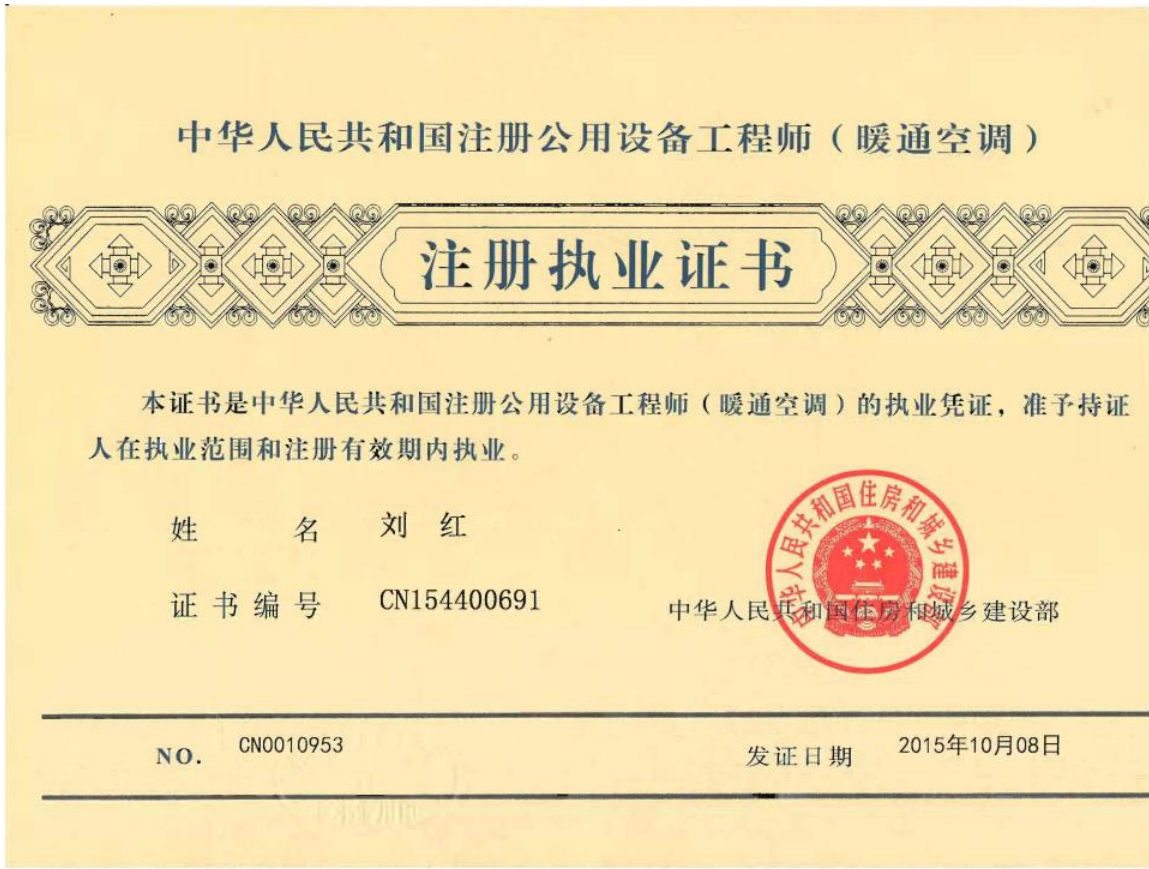 中华人民共和国注册公用设备工程师（暖通空调）
注册执业证书
本证书是中华人民共和国注册公用设备工程师（暖通空调）的执业凭证，准予持证
人在执业范围和注册有效期内执业。
姓名 刘红
证书编号 CN154400691
中华人民共和国住房和城乡建设部
中华人民共和国住房和城乡建设部
NO. CN0010953
发证日期 2015年10月08日